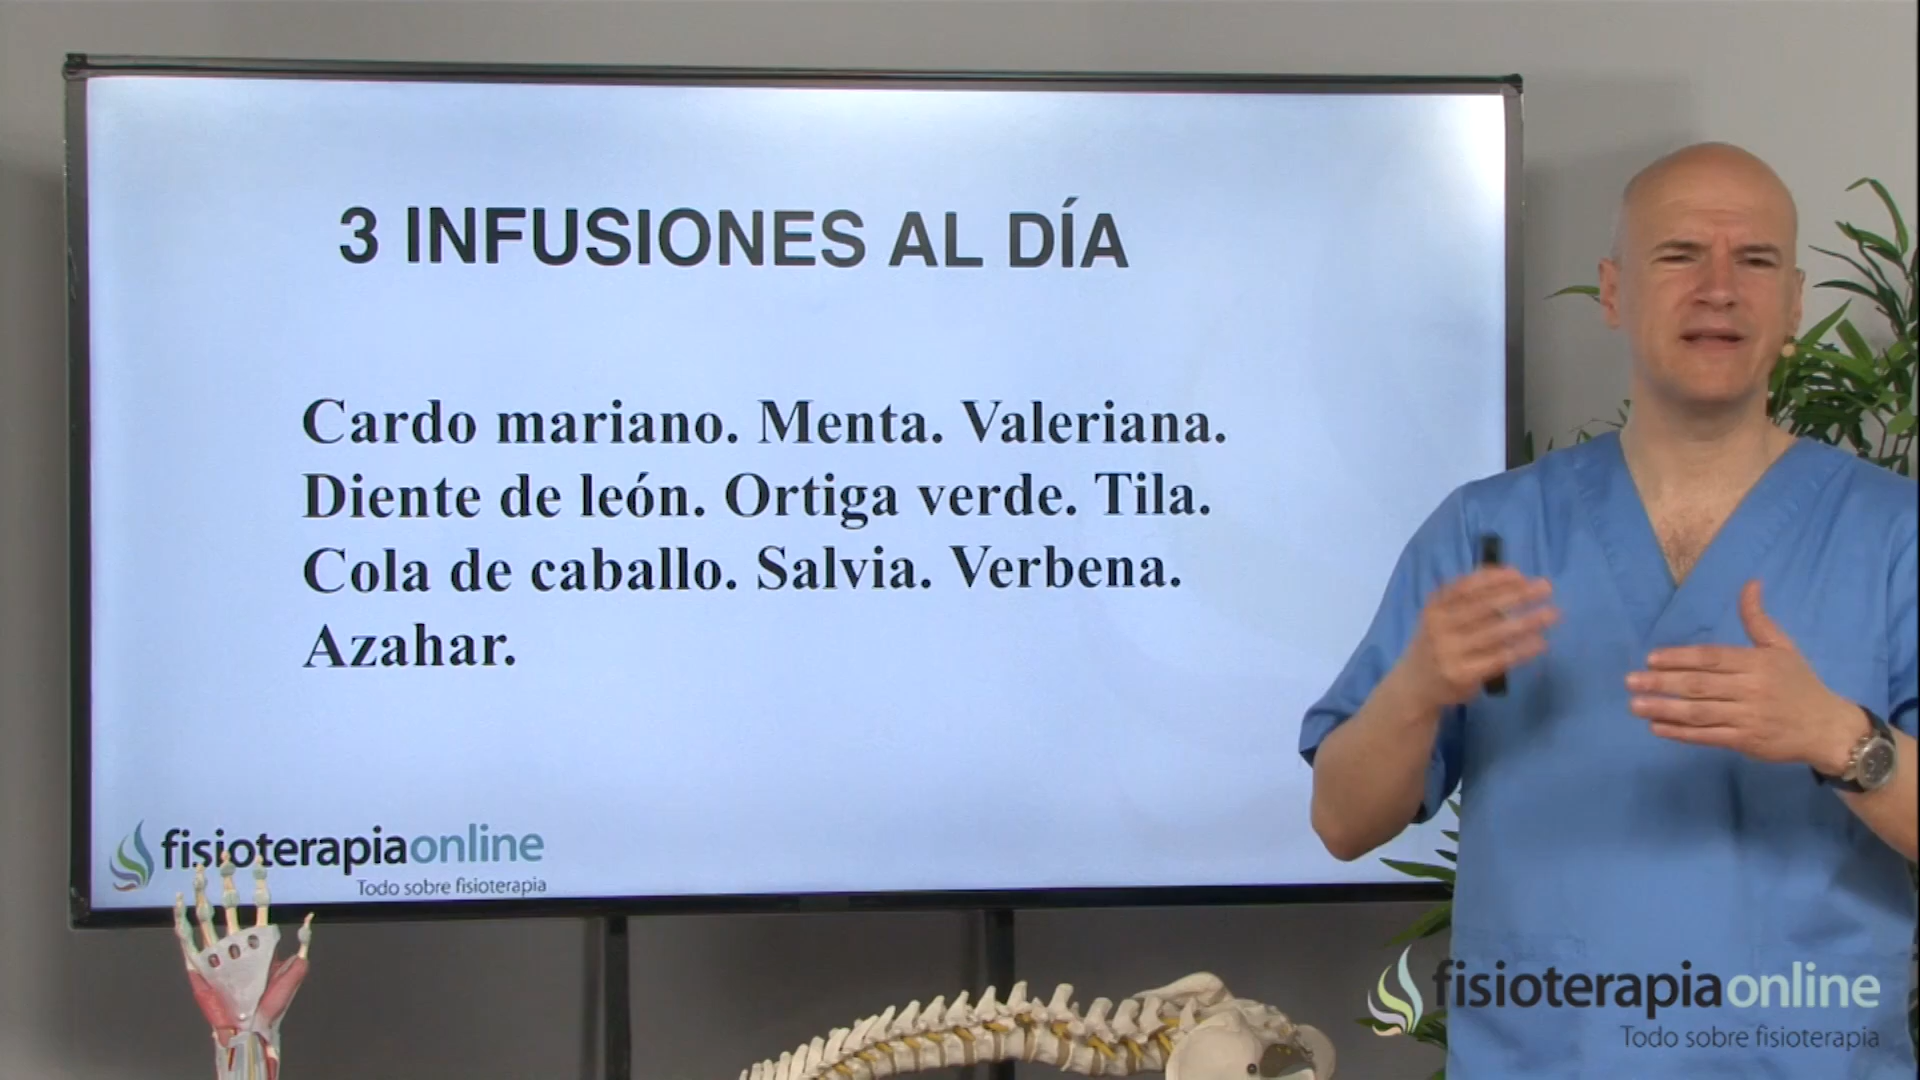 3 INFUSIONES AL DÍA
Cardo mariano. Menta. Valeriana.
Diente de león. Ortiga verde. Tila.
Cola de caballo. Salvia. Verbena.
Azahar.
fisioterapiaonline
Todo sobre fisioterapia
fisioterapiaonline
Todo sobre fisioterapia